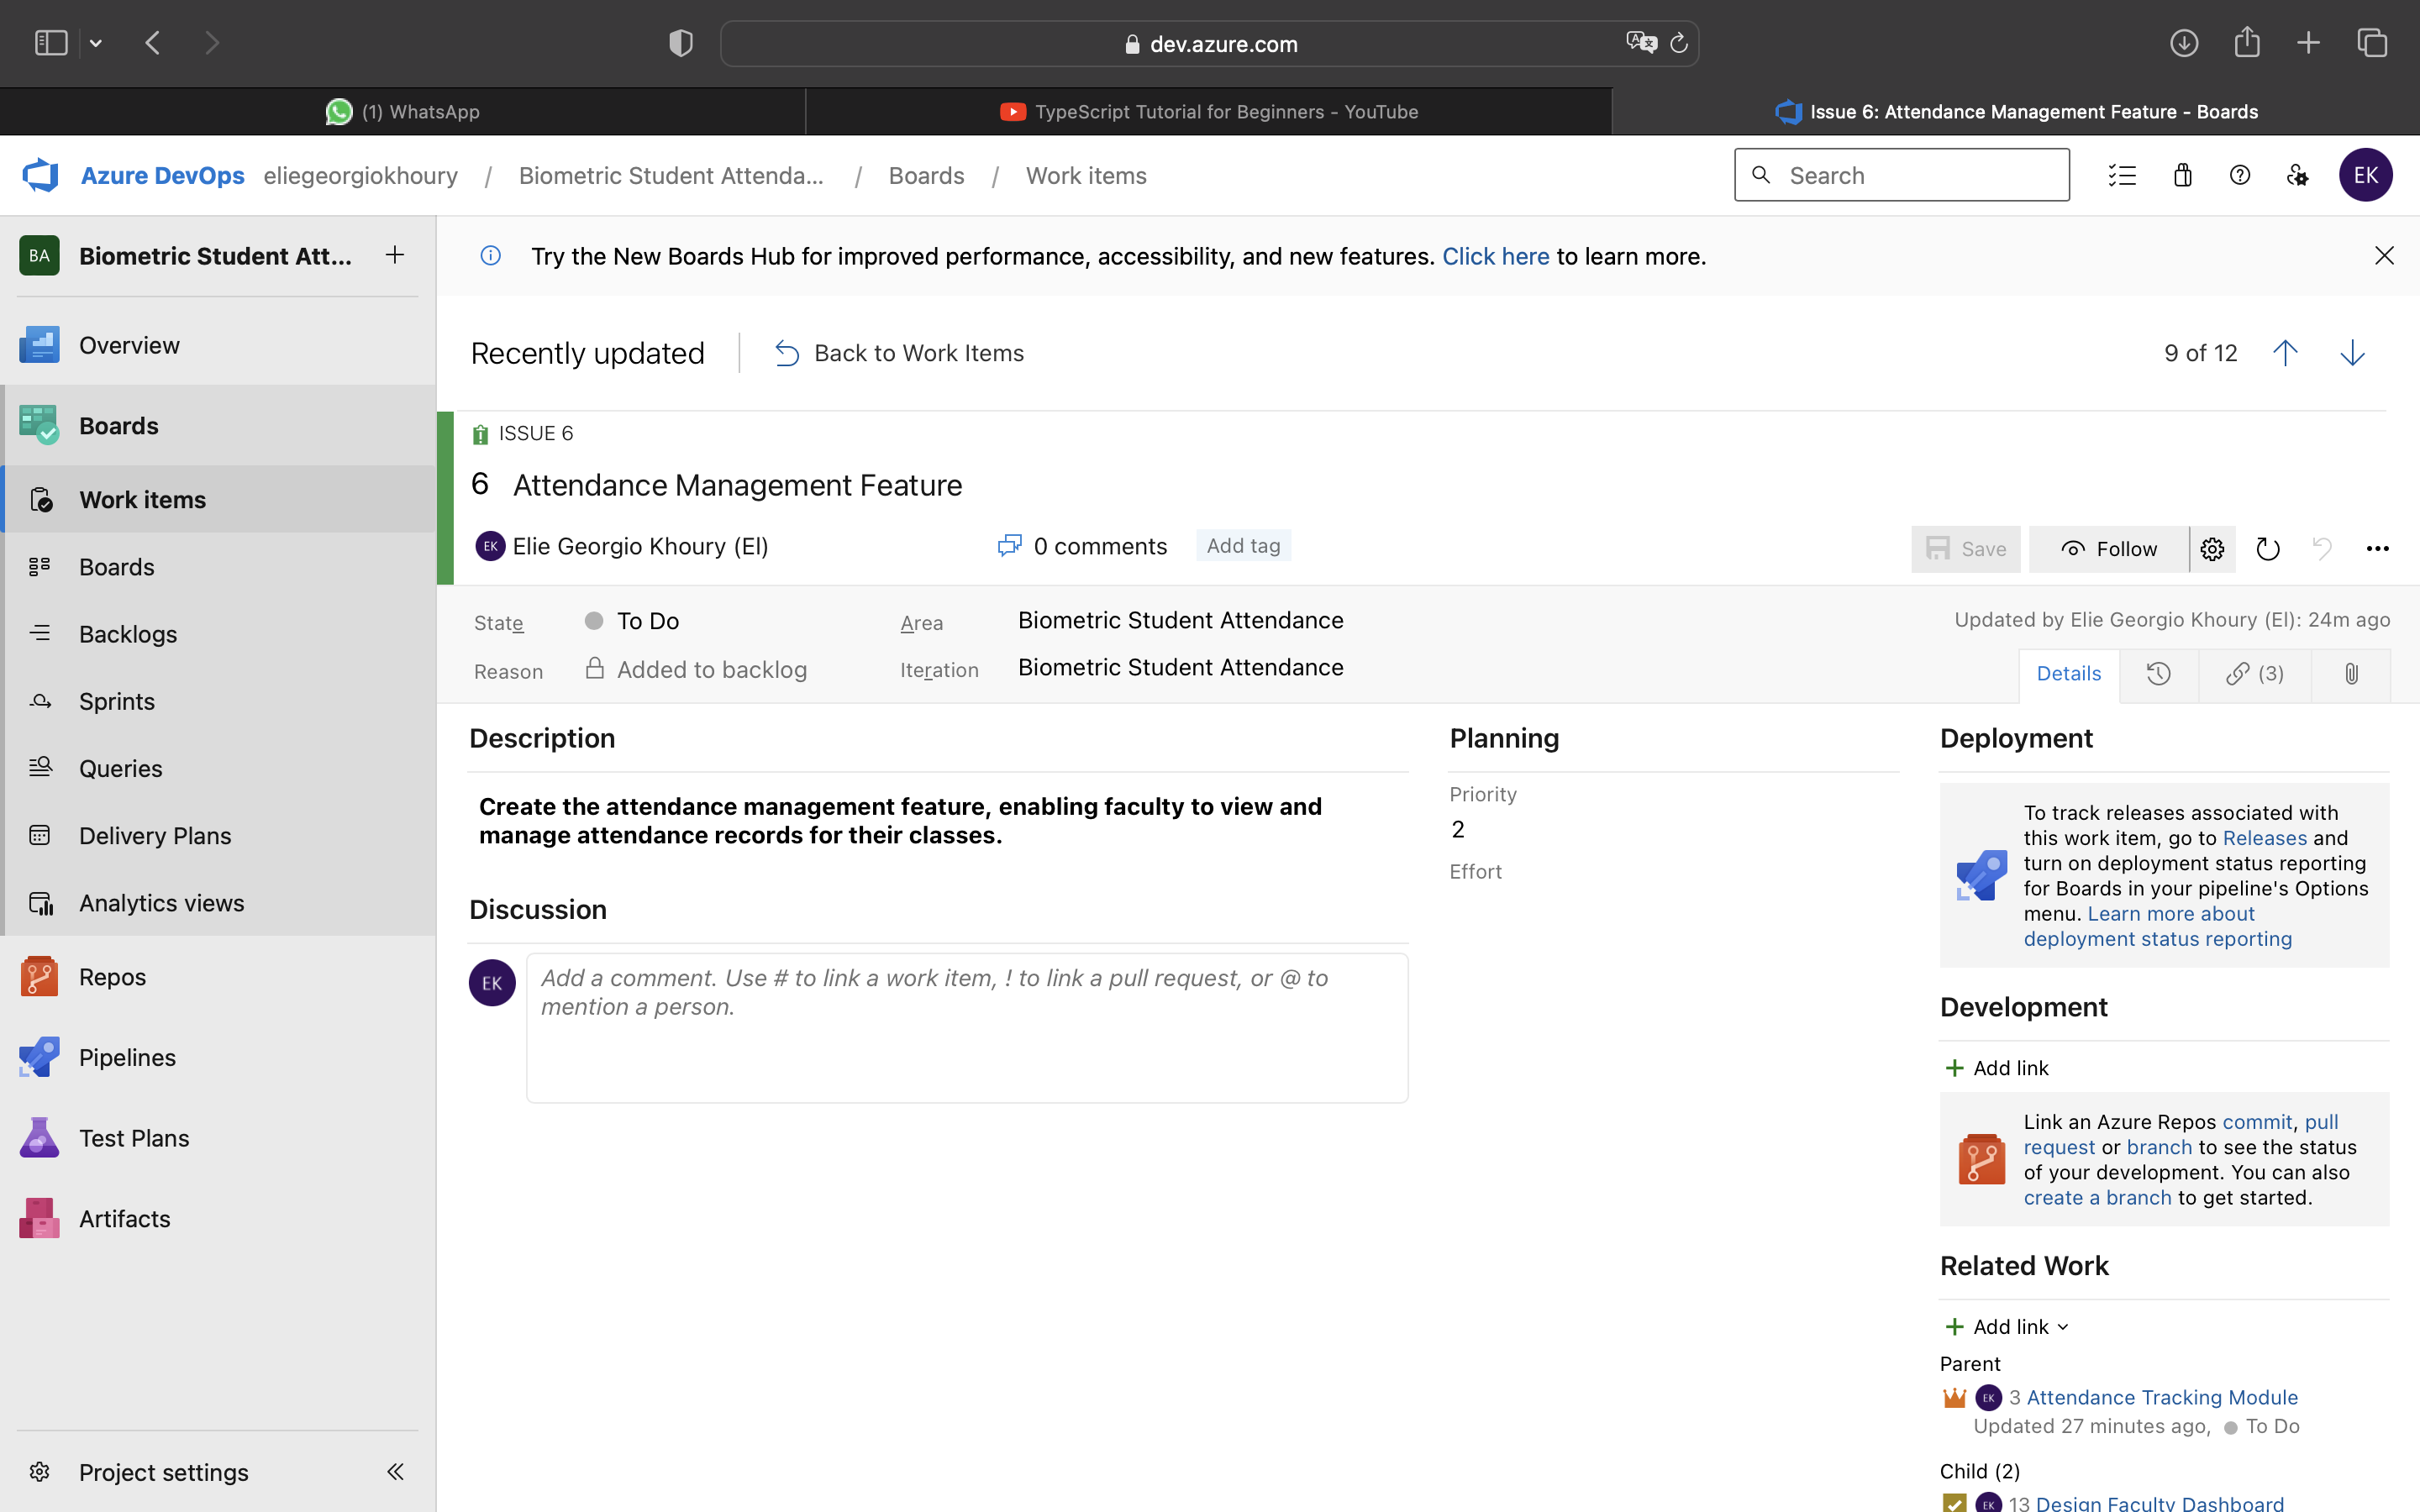 dev.azure.com
(1) WhatsApp
TypeScript Tutorial for Beginners - YouTube
Issue 6: Attendance Management Feature - Boards
Azure DevOps eliegeorgiokhoury / Biometric Student Attenda... / Boards / Work items
Search
EK
BA Biometric Student Att... +
Overview
Boards
Work items
Boards
Backlogs
Sprints
Queries
Delivery Plans
Analytics views
Repos
Pipelines
Test Plans
Artifacts
Project settings
Try the New Boards Hub for improved performance, accessibility, and new features. Click here to learn more.
Recently updated
Back to Work Items
9 of 12
ISSUE 6
6 Attendance Management Feature
EK Elie Georgio Khoury (El)
0 comments
Add tag
Save
Follow
State
To Do
Area
Biometric Student Attendance
Updated by Elie Georgio Khoury (El): 24m ago
Reason
Added to backlog
Iteration
Biometric Student Attendance
Details
(3)
Description
Create the attendance management feature, enabling faculty to view and
manage attendance records for their classes.
Discussion
EK
Add a comment. Use # to link a work item, ! to link a pull request, or @ to
mention a person.
Planning
Priority
2
Effort
Deployment
To track releases associated with
this work item, go to Releases and
turn on deployment status reporting
for Boards in your pipeline's Options
menu. Learn more about
deployment status reporting
Development
+ Add link
Link an Azure Repos commit, pull
request or branch to see the status
of your development. You can also
create a branch to get started.
Related Work
+ Add link
Parent
EK 3 Attendance Tracking Module
Updated 27 minutes ago, To Do
Child (2)
EK 13 Design Faculty Dashboard